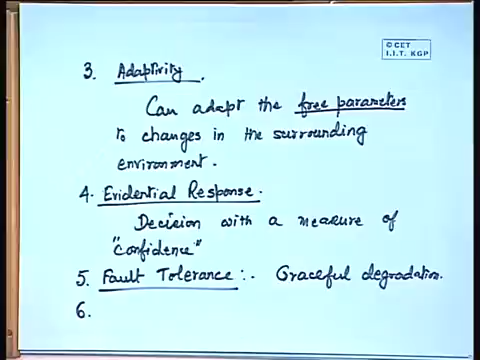 © CET
I.I.T. KGP
3. Adaptivity.
Can adapt the free parameters
to changes in the surrounding
environment.
4. Evidential Response.
Decision with a measure of
"confidence"
5. Fault Tolerance:- Graceful degradation.
6.